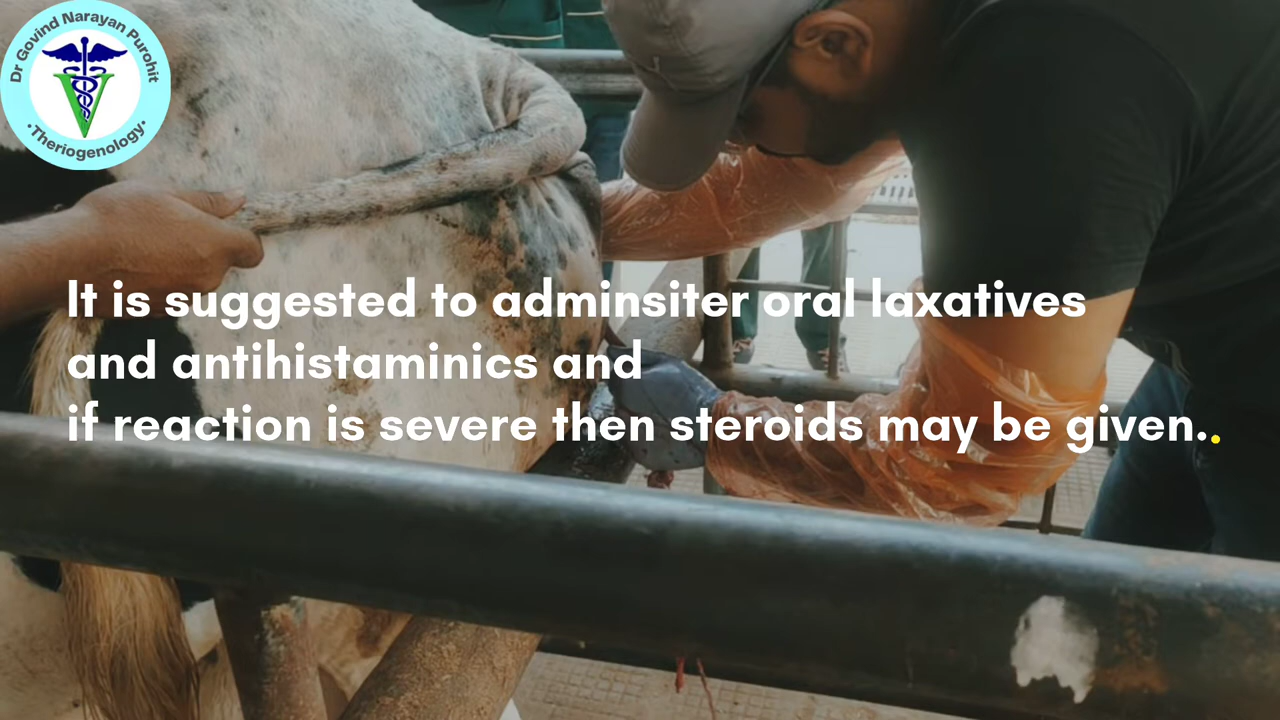 Dr Govind Narayan Purohit
·Theriogenology·
It is suggested to adminsiter oral laxatives
and antihistaminics and
if reaction is severe then steroids may be given..